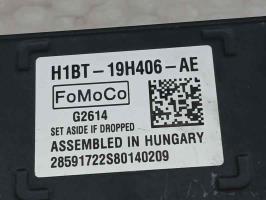 H1BT-19H406-AE
FoMoCo
G2614
SET ASIDE IF DROPPED
ASSEMBLED IN HUNGARY
28591722S80140209